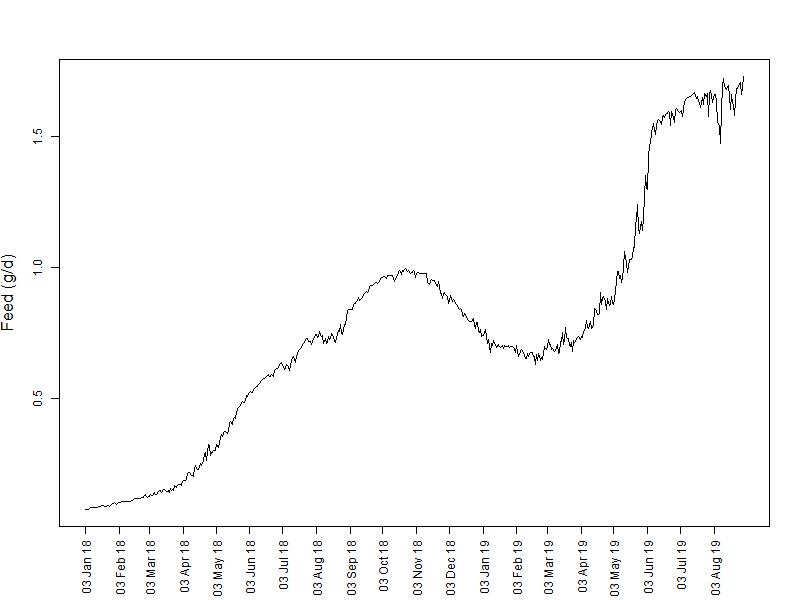 Feed (g/d)
1.5
1.0
0.5
03 Jan 18
03 Feb 18
03 Mar 18
03 Apr 18
03 May 18
03 Jun 18
03 Jul 18
03 Aug 18
03 Sep 18
03 Oct 18
03 Nov 18
03 Dec 18
03 Jan 19
03 Feb 19
03 Mar 19
03 Apr 19
03 May 19
03 Jun 19
03 Jul 19
03 Aug 19